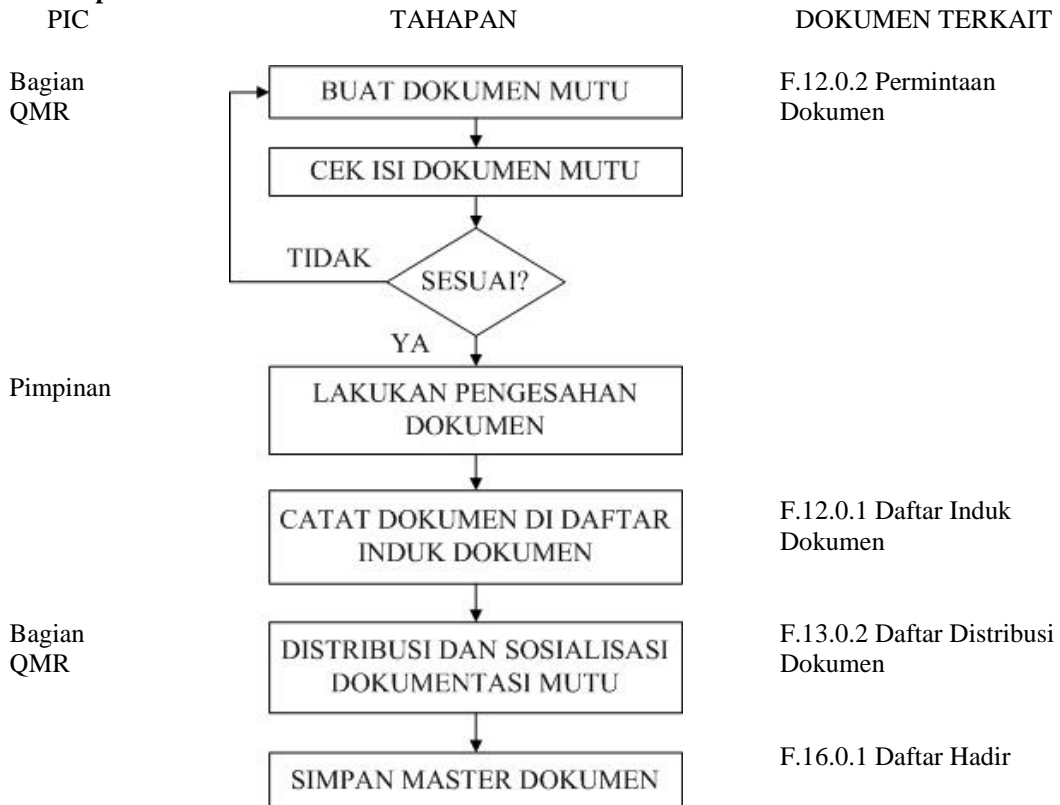 PIC TAHAPAN DOKUMEN TERKAIT
Bagian
QMR
BUAT DOKUMEN MUTU
F.12.0.2 Permintaan
Dokumen
CEK ISI DOKUMEN MUTU
TIDAK
SESUAI?
YA
Pimpinan
LAKUKAN PENGESAHAN
DOKUMEN
CATAT DOKUMEN DI DAFTAR
INDUK DOKUMEN
F.12.0.1 Daftar Induk
Dokumen
Bagian
QMR
DISTRIBUSI DAN SOSIALISASI
DOKUMENTASI MUTU
F.13.0.2 Daftar Distribusi
Dokumen
SIMPAN MASTER DOKUMEN
F.16.0.1 Daftar Hadir